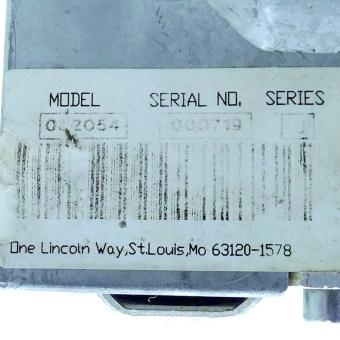 MODEL SERIAL NO. SERIES
000719
One Lincoln Way,St.Louis,Mo 63120-1578